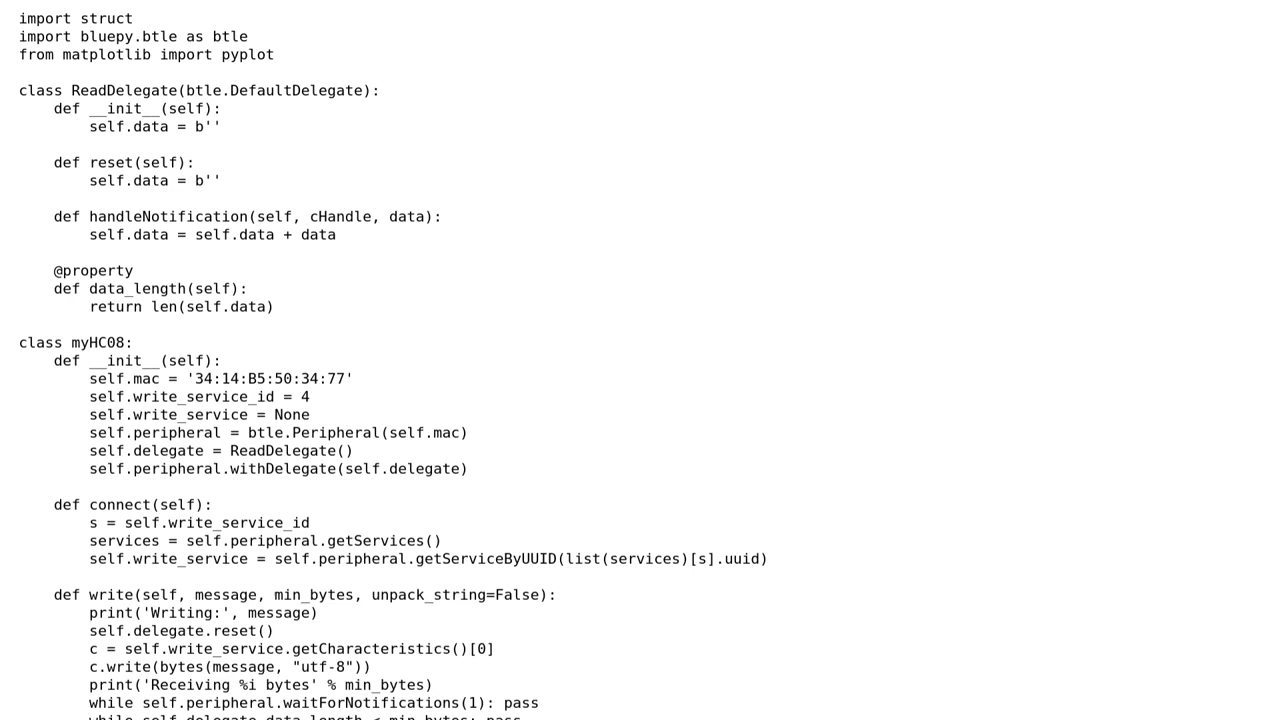 import struct
import bluepy.btle as btle
from matplotlib import pyplot

class ReadDelegate(btle.DefaultDelegate):
    def __init__(self):
        self.data = b''

    def reset(self):
        self.data = b''

    def handleNotification(self, cHandle, data):
        self.data = self.data + data

    @property
    def data_length(self):
        return len(self.data)

class myHC08:
    def __init__(self):
        self.mac = '34:14:B5:50:34:77'
        self.write_service_id = 4
        self.write_service = None
        self.peripheral = btle.Peripheral(self.mac)
        self.delegate = ReadDelegate()
        self.peripheral.withDelegate(self.delegate)

    def connect(self):
        s = self.write_service_id
        services = self.peripheral.getServices()
        self.write_service = self.peripheral.getServiceByUUID(list(services)[s].uuid)

    def write(self, message, min_bytes, unpack_string=False):
        print('Writing:', message)
        self.delegate.reset()
        c = self.write_service.getCharacteristics()[0]
        c.write(bytes(message, "utf-8"))
        print('Receiving %i bytes' % min_bytes)
        while self.peripheral.waitForNotifications(1): pass
        while self.delegate.data_length < min_bytes: pass